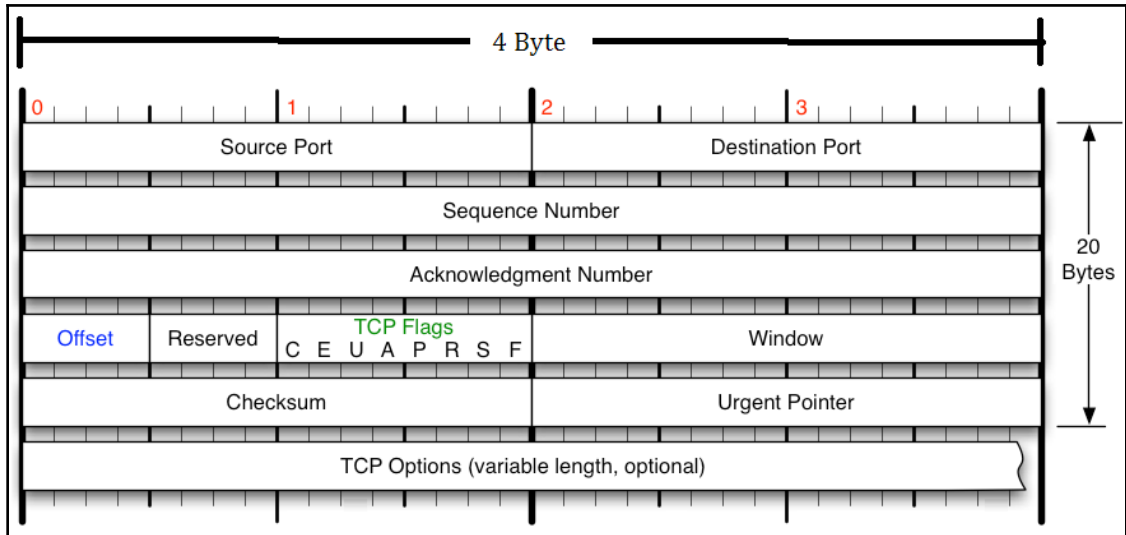 4 Byte
0 1 2 3
Source Port Destination Port
Sequence Number
20
Bytes
Acknowledgment Number
Offset Reserved TCP Flags Window
C E U A P R S F
Checksum Urgent Pointer
TCP Options (variable length, optional)